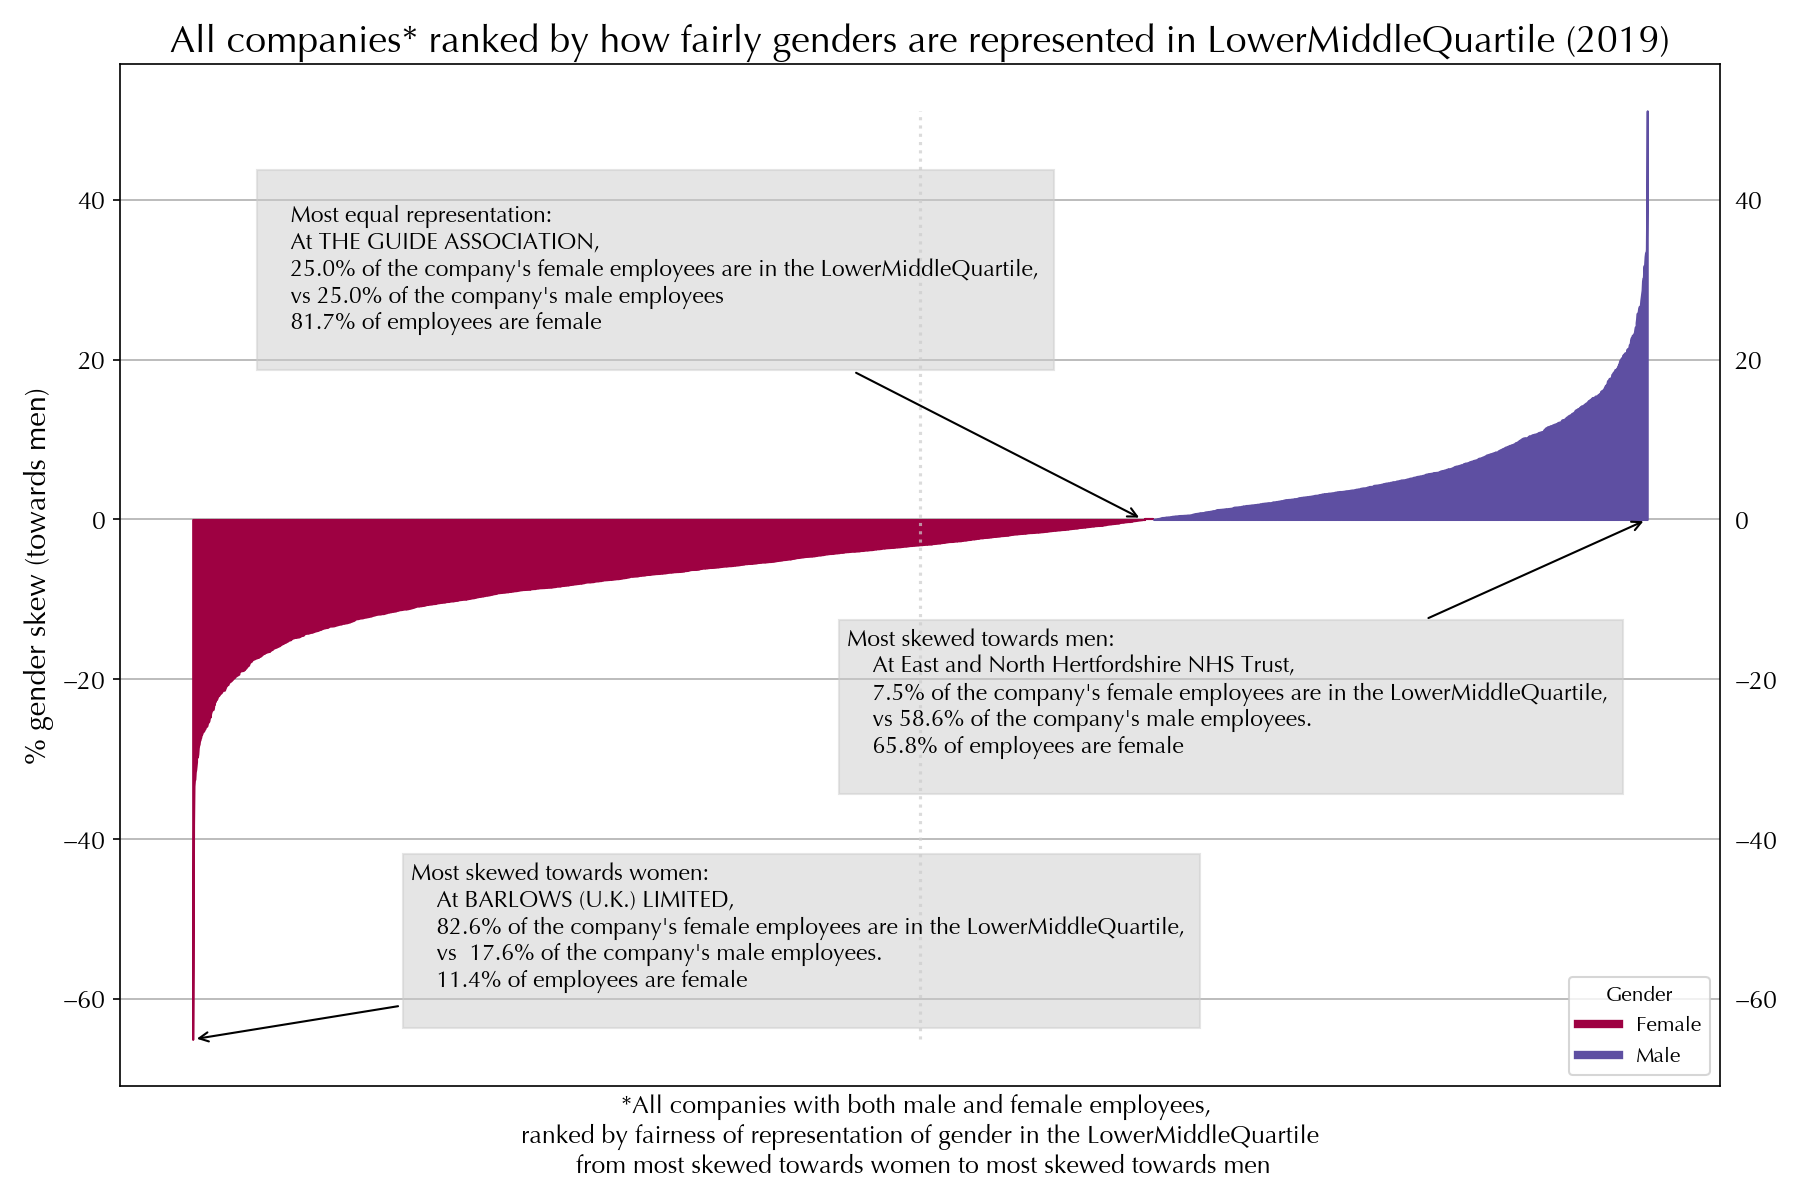 All companies* ranked by how fairly genders are represented in LowerMiddleQuartile (2019)
% gender skew (towards men)
40
20
0
–20
–40
–60
40
20
0
–20
–40
–60
Most equal representation:
At THE GUIDE ASSOCIATION,
25.0% of the company's female employees are in the LowerMiddleQuartile,
vs 25.0% of the company's male employees
81.7% of employees are female
Most skewed towards men:
At East and North Hertfordshire NHS Trust,
7.5% of the company's female employees are in the LowerMiddleQuartile,
vs 58.6% of the company's male employees.
65.8% of employees are female
Most skewed towards women:
At BARLOWS (U.K.) LIMITED,
82.6% of the company's female employees are in the LowerMiddleQuartile,
vs  17.6% of the company's male employees.
11.4% of employees are female
Gender
Female
Male
*All companies with both male and female employees,
ranked by fairness of representation of gender in the LowerMiddleQuartile
from most skewed towards women to most skewed towards men